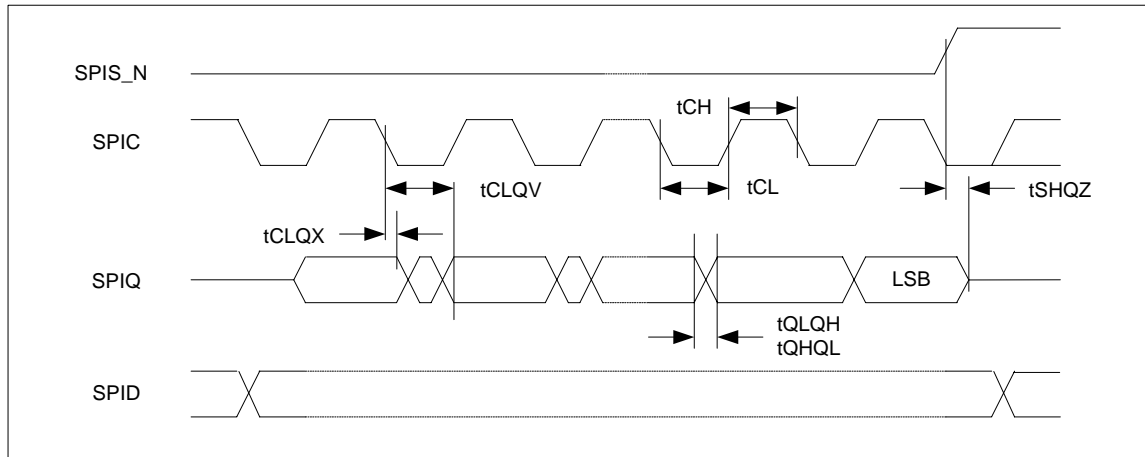 SPIS_N
tCH
SPIC
tCLQV
tCL
tSHQZ
tCLQX
SPIQ
LSB
tQLQH
tQHQL
SPID